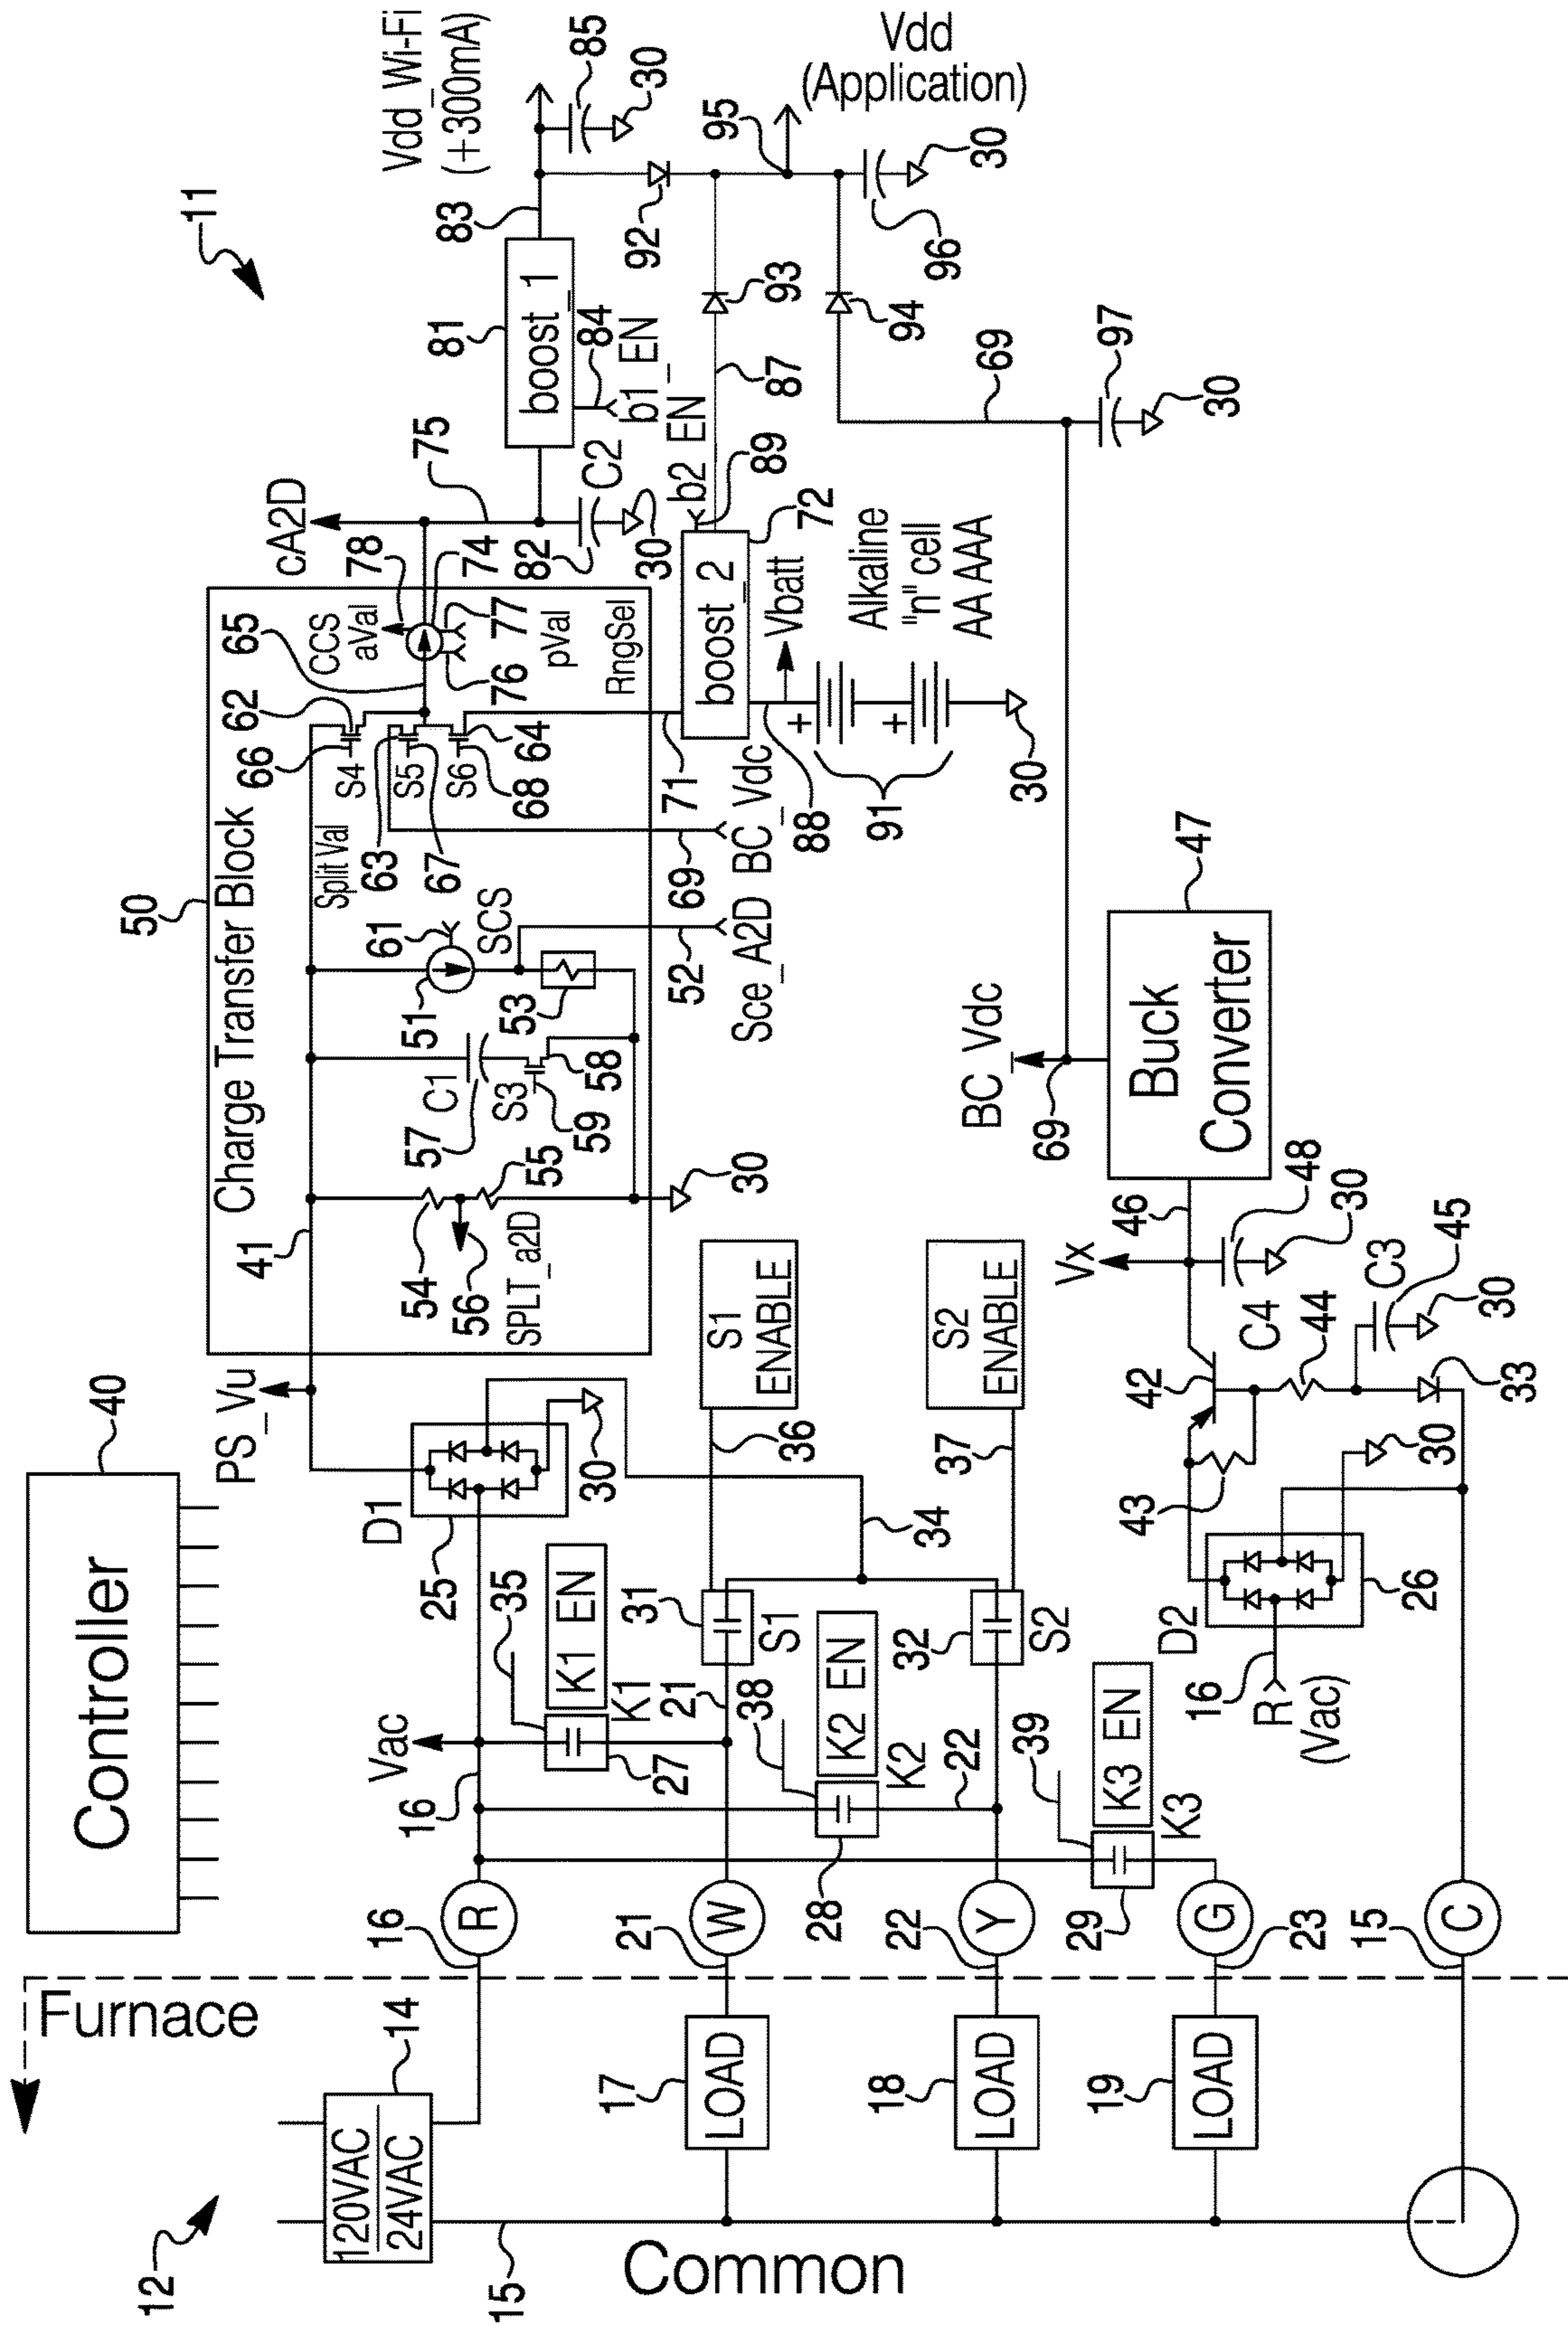 11
12
Furnace
14
120VAC
24VAC
15
Common
Controller
40
16
R
16
Vac
17
LOAD
21
W
21
18
LOAD
22
Y
22
19
LOAD
23
G
15
C
35
K1 EN
K1
27
38
K2 EN
K2
28
39
K3 EN
K3
29
31
S1
32
S2
34
36
S1
ENABLE
37
S2
ENABLE
D1
25
30
PS_Vu
41
50
Charge Transfer Block
54
55
56
SPLT_a2D
30
57
C1
S3
58
59
51
61
SCS
53
52
Sce_A2D
Split Val
66
62
S4
63
S5
67
S6
68
64
65
69
BC_Vdc
71
CCS
aVal
78
74
76
77
pVal
RngSel
cA2D
75
82
C2
30
81
boost_1
84
b1_EN
83
Vdd_Wi-Fi
(+300mA)
85
30
92
b2_EN
89
boost_2
72
87
93
88
Vbatt
Alkaline
"n" cell
AA AAA
+
+
91
30
95
Vdd
(Application)
94
96
30
69
97
30
D2
26
16
R
(Vac)
30
43
42
44
C3
45
30
33
Vx
46
C4
48
30
Buck
Converter
47
BC_Vdc
69